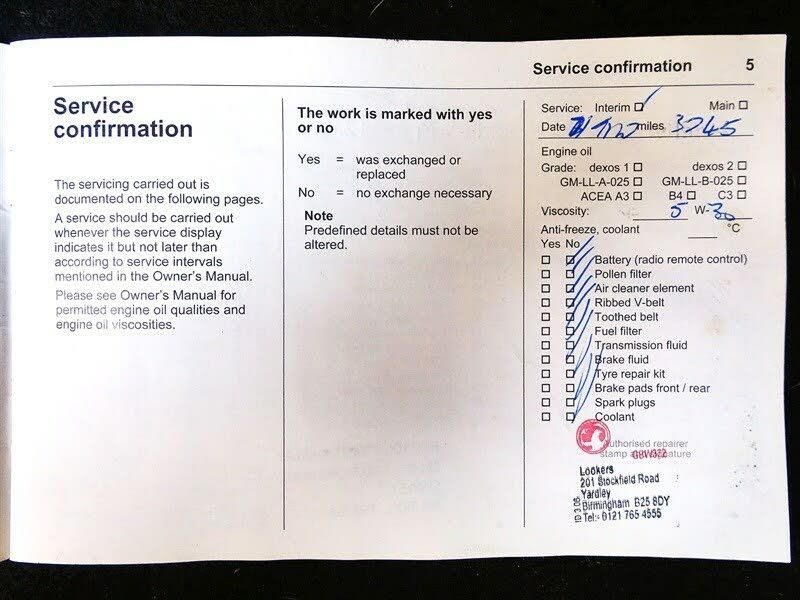 Service confirmation 5
Service
confirmation
The servicing carried out is
documented on the following pages.
A service should be carried out
whenever the service display
indicates it but not later than
according to service intervals
mentioned in the Owner's Manual.
Please see Owner's Manual for
permitted engine oil qualities and
engine oil viscosities.
The work is marked with yes
or no
Yes = was exchanged or
replaced
No = no exchange necessary
Note
Predefined details must not be
altered.
Service: Interim Main
Date miles 3245
Engine oil
Grade: dexos 1 dexos 2
GM-LL-A-025 GM-LL-B-025
ACEA A3 B4 C3
Viscosity: 5 W-30
Anti-freeze, coolant °C
Yes No
Battery (radio remote control)
Pollen filter
Air cleaner element
Ribbed V-belt
Toothed belt
Fuel filter
Transmission fluid
Brake fluid
Tyre repair kit
Brake pads front / rear
Spark plugs
Coolant
Authorised repairer
stamp and signature
Lookers
201 Stockfield Road
Yardley
Birmingham B25 8DY
Tel:- 0121 765 4555